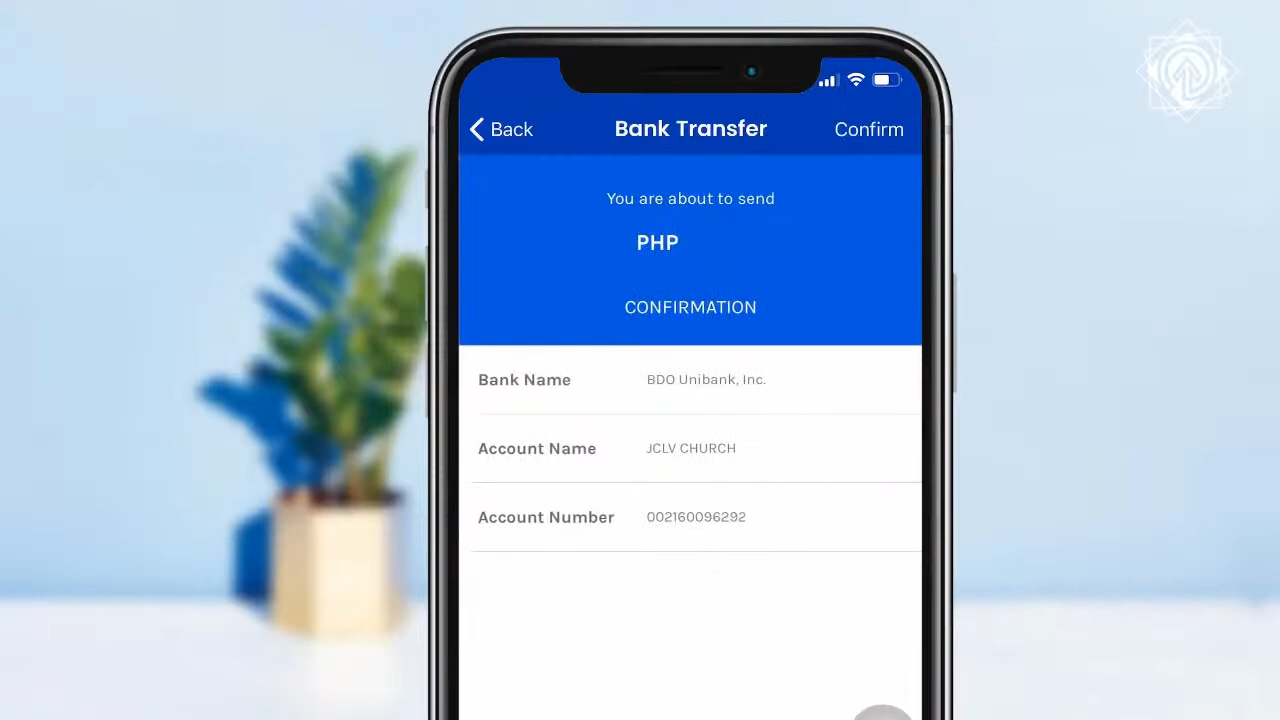 Back Bank Transfer Confirm
You are about to send
PHP
CONFIRMATION
Bank Name BDO Unibank, Inc.
Account Name JCLV CHURCH
Account Number 002160096292